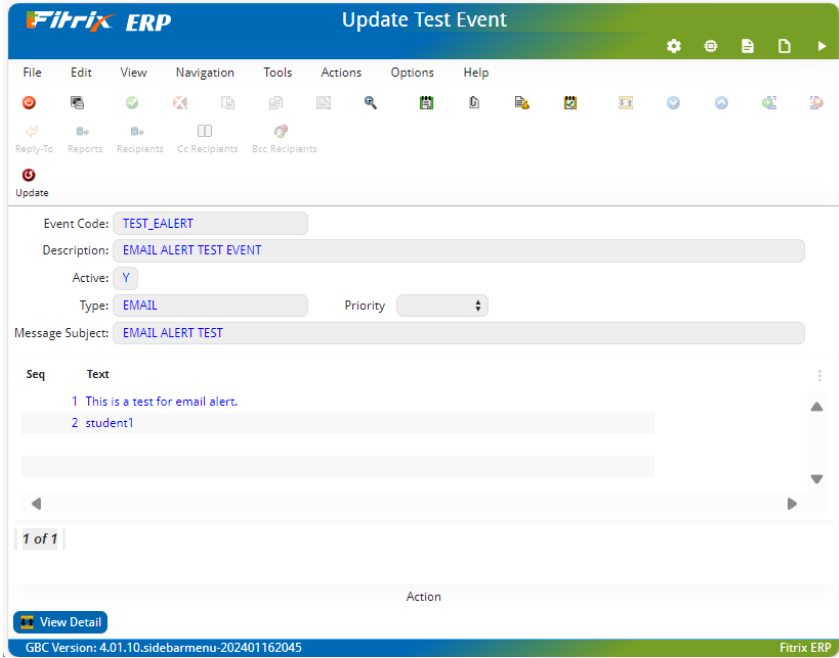 Fitrix ERP
Update Test Event
File Edit View Navigation Tools Actions Options Help
Reply-To Reports Recipients Cc Recipients Bcc Recipients
Update
Event Code: TEST_EALERT
Description: EMAIL ALERT TEST EVENT
Active: Y
Type: EMAIL Priority
Message Subject: EMAIL ALERT TEST
Seq Text
1 This is a test for email alert.
2 student1
1 of 1
Action
View Detail
GBC Version: 4.01.10.sidebarmenu-202401162045 Fitrix ERP